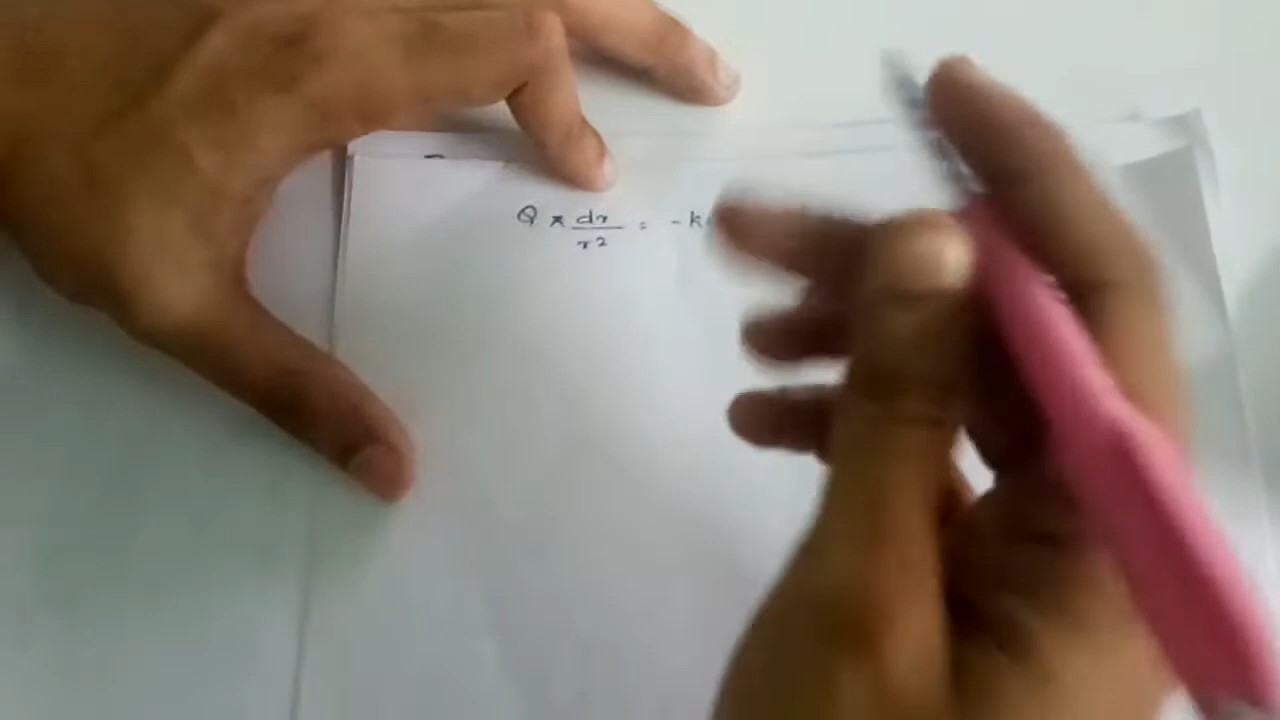 Q × dr/r² = -k